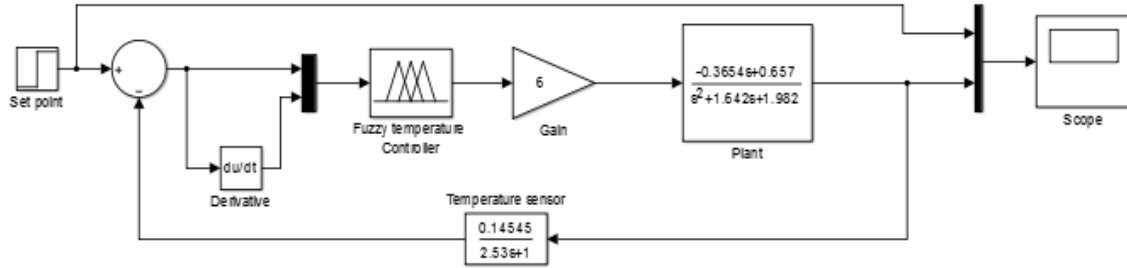 Set point
+
−
du/dt
Derivative
Fuzzy temperature
Controller
6
Gain
-0.3654s+0.657
s²+1.642s+1.982
Plant
Scope
Temperature sensor
0.14545
2.53s+1